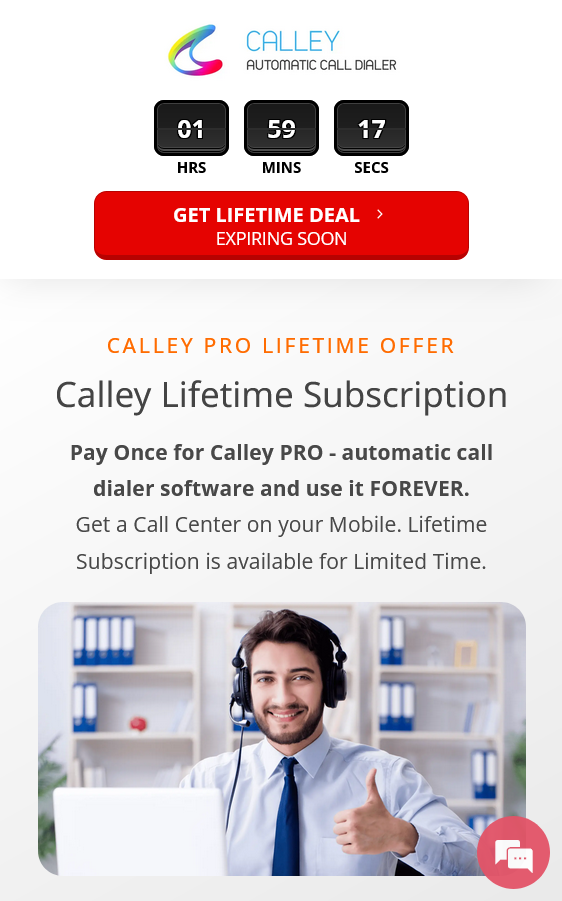 CALLEY
AUTOMATIC CALL DIALER
01 59 17
HRS MINS SECS
GET LIFETIME DEAL
EXPIRING SOON
CALLEY PRO LIFETIME OFFER
Calley Lifetime Subscription
Pay Once for Calley PRO - automatic call
dialer software and use it FOREVER.
Get a Call Center on your Mobile. Lifetime
Subscription is available for Limited Time.